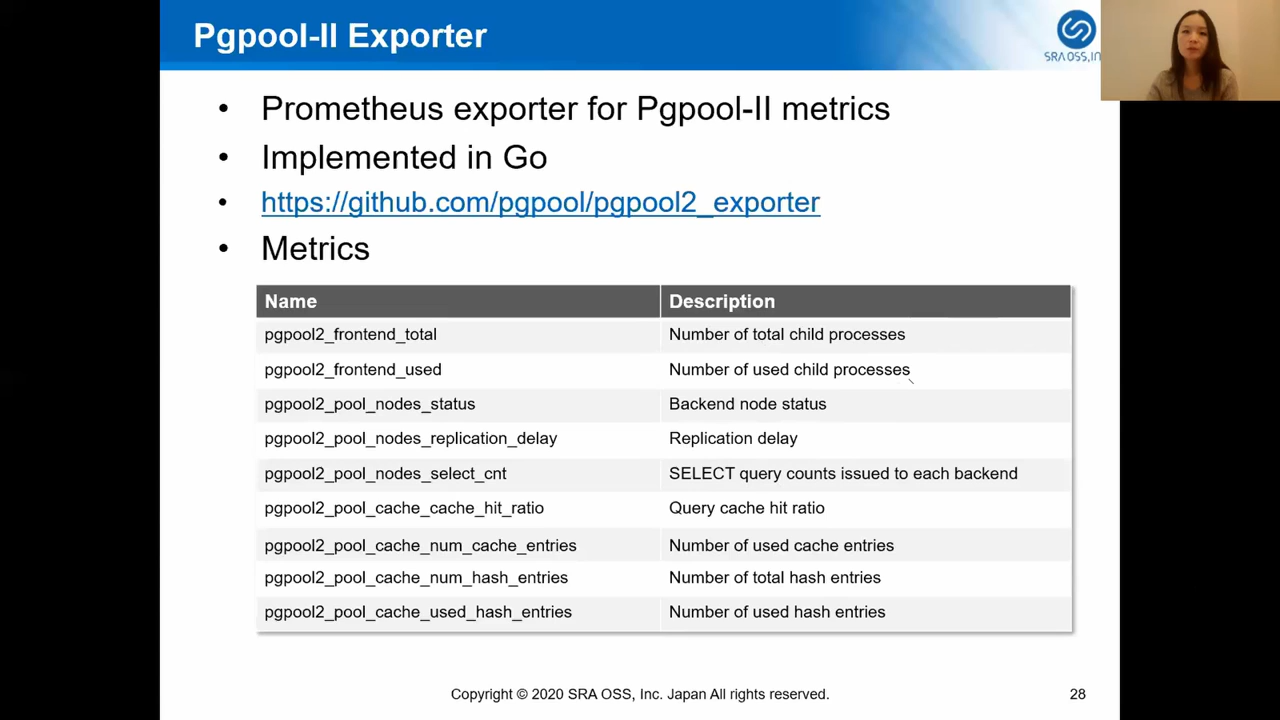 Pgpool-II Exporter
SRA OSS, IN
• Prometheus exporter for Pgpool-II metrics
• Implemented in Go
• https://github.com/pgpool/pgpool2_exporter
• Metrics
Name Description
pgpool2_frontend_total Number of total child processes
pgpool2_frontend_used Number of used child processes
pgpool2_pool_nodes_status Backend node status
pgpool2_pool_nodes_replication_delay Replication delay
pgpool2_pool_nodes_select_cnt SELECT query counts issued to each backend
pgpool2_pool_cache_cache_hit_ratio Query cache hit ratio
pgpool2_pool_cache_num_cache_entries Number of used cache entries
pgpool2_pool_cache_num_hash_entries Number of total hash entries
pgpool2_pool_cache_used_hash_entries Number of used hash entries
Copyright © 2020 SRA OSS, Inc. Japan All rights reserved.
28